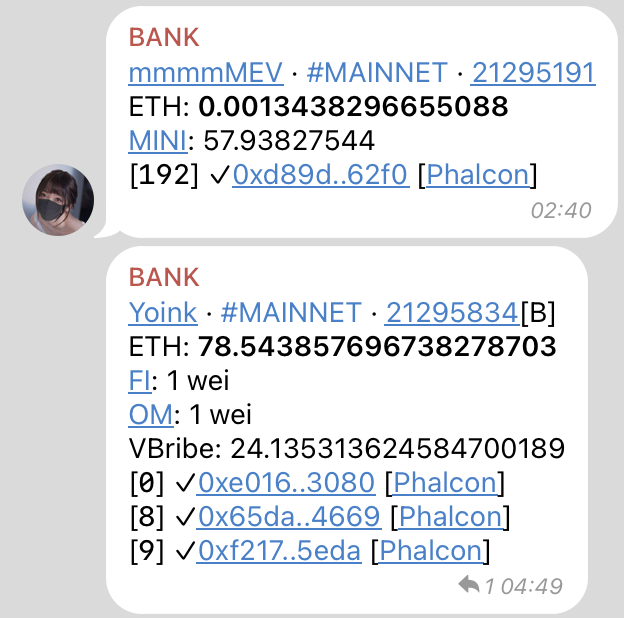 BANK
mmmmMEV · #MAINNET · 21295191
ETH: 0.0013438296655088
MINI: 57.93827544
[192] ✓0xd89d..62f0 [Phalcon]
02:40
BANK
Yoink · #MAINNET · 21295834[B]
ETH: 78.543857696738278703
FI: 1 wei
OM: 1 wei
VBribe: 24.135313624584700189
[0] ✓0xe016..3080 [Phalcon]
[8] ✓0x65da..4669 [Phalcon]
[9] ✓0xf217..5eda [Phalcon]
1 04:49